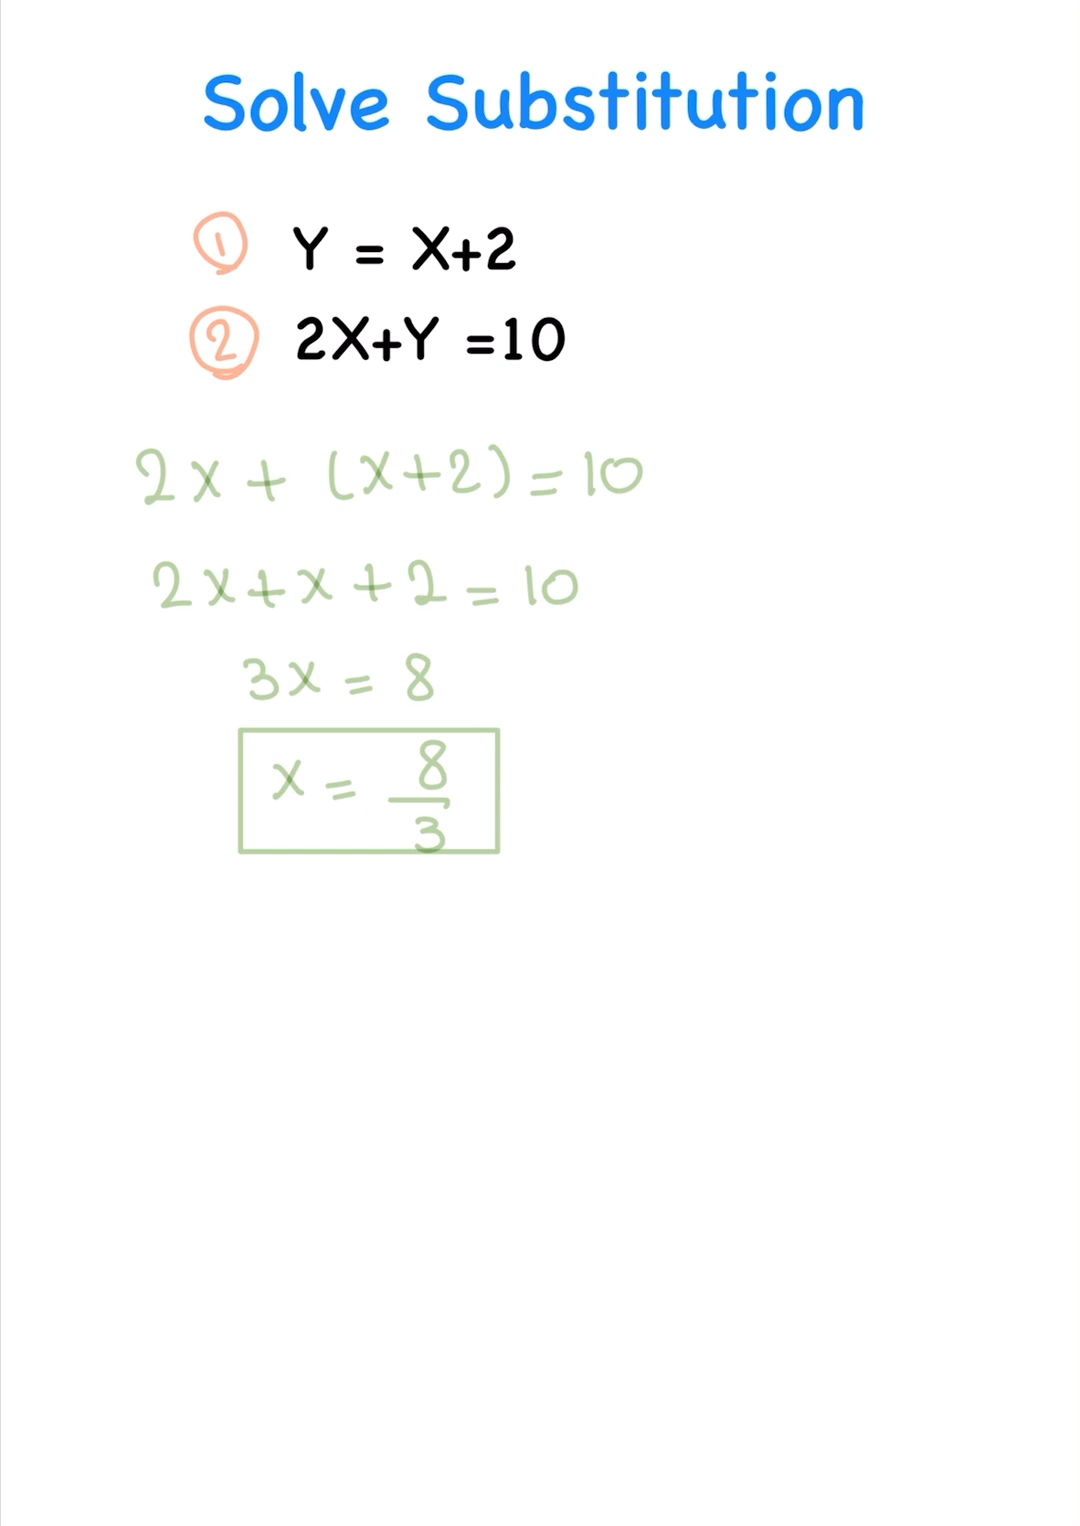 Solve Substitution
① Y = X+2
② 2X+Y =10
2x + (x+2) = 10
2x+x+2 = 10
3x = 8
x = 8/3